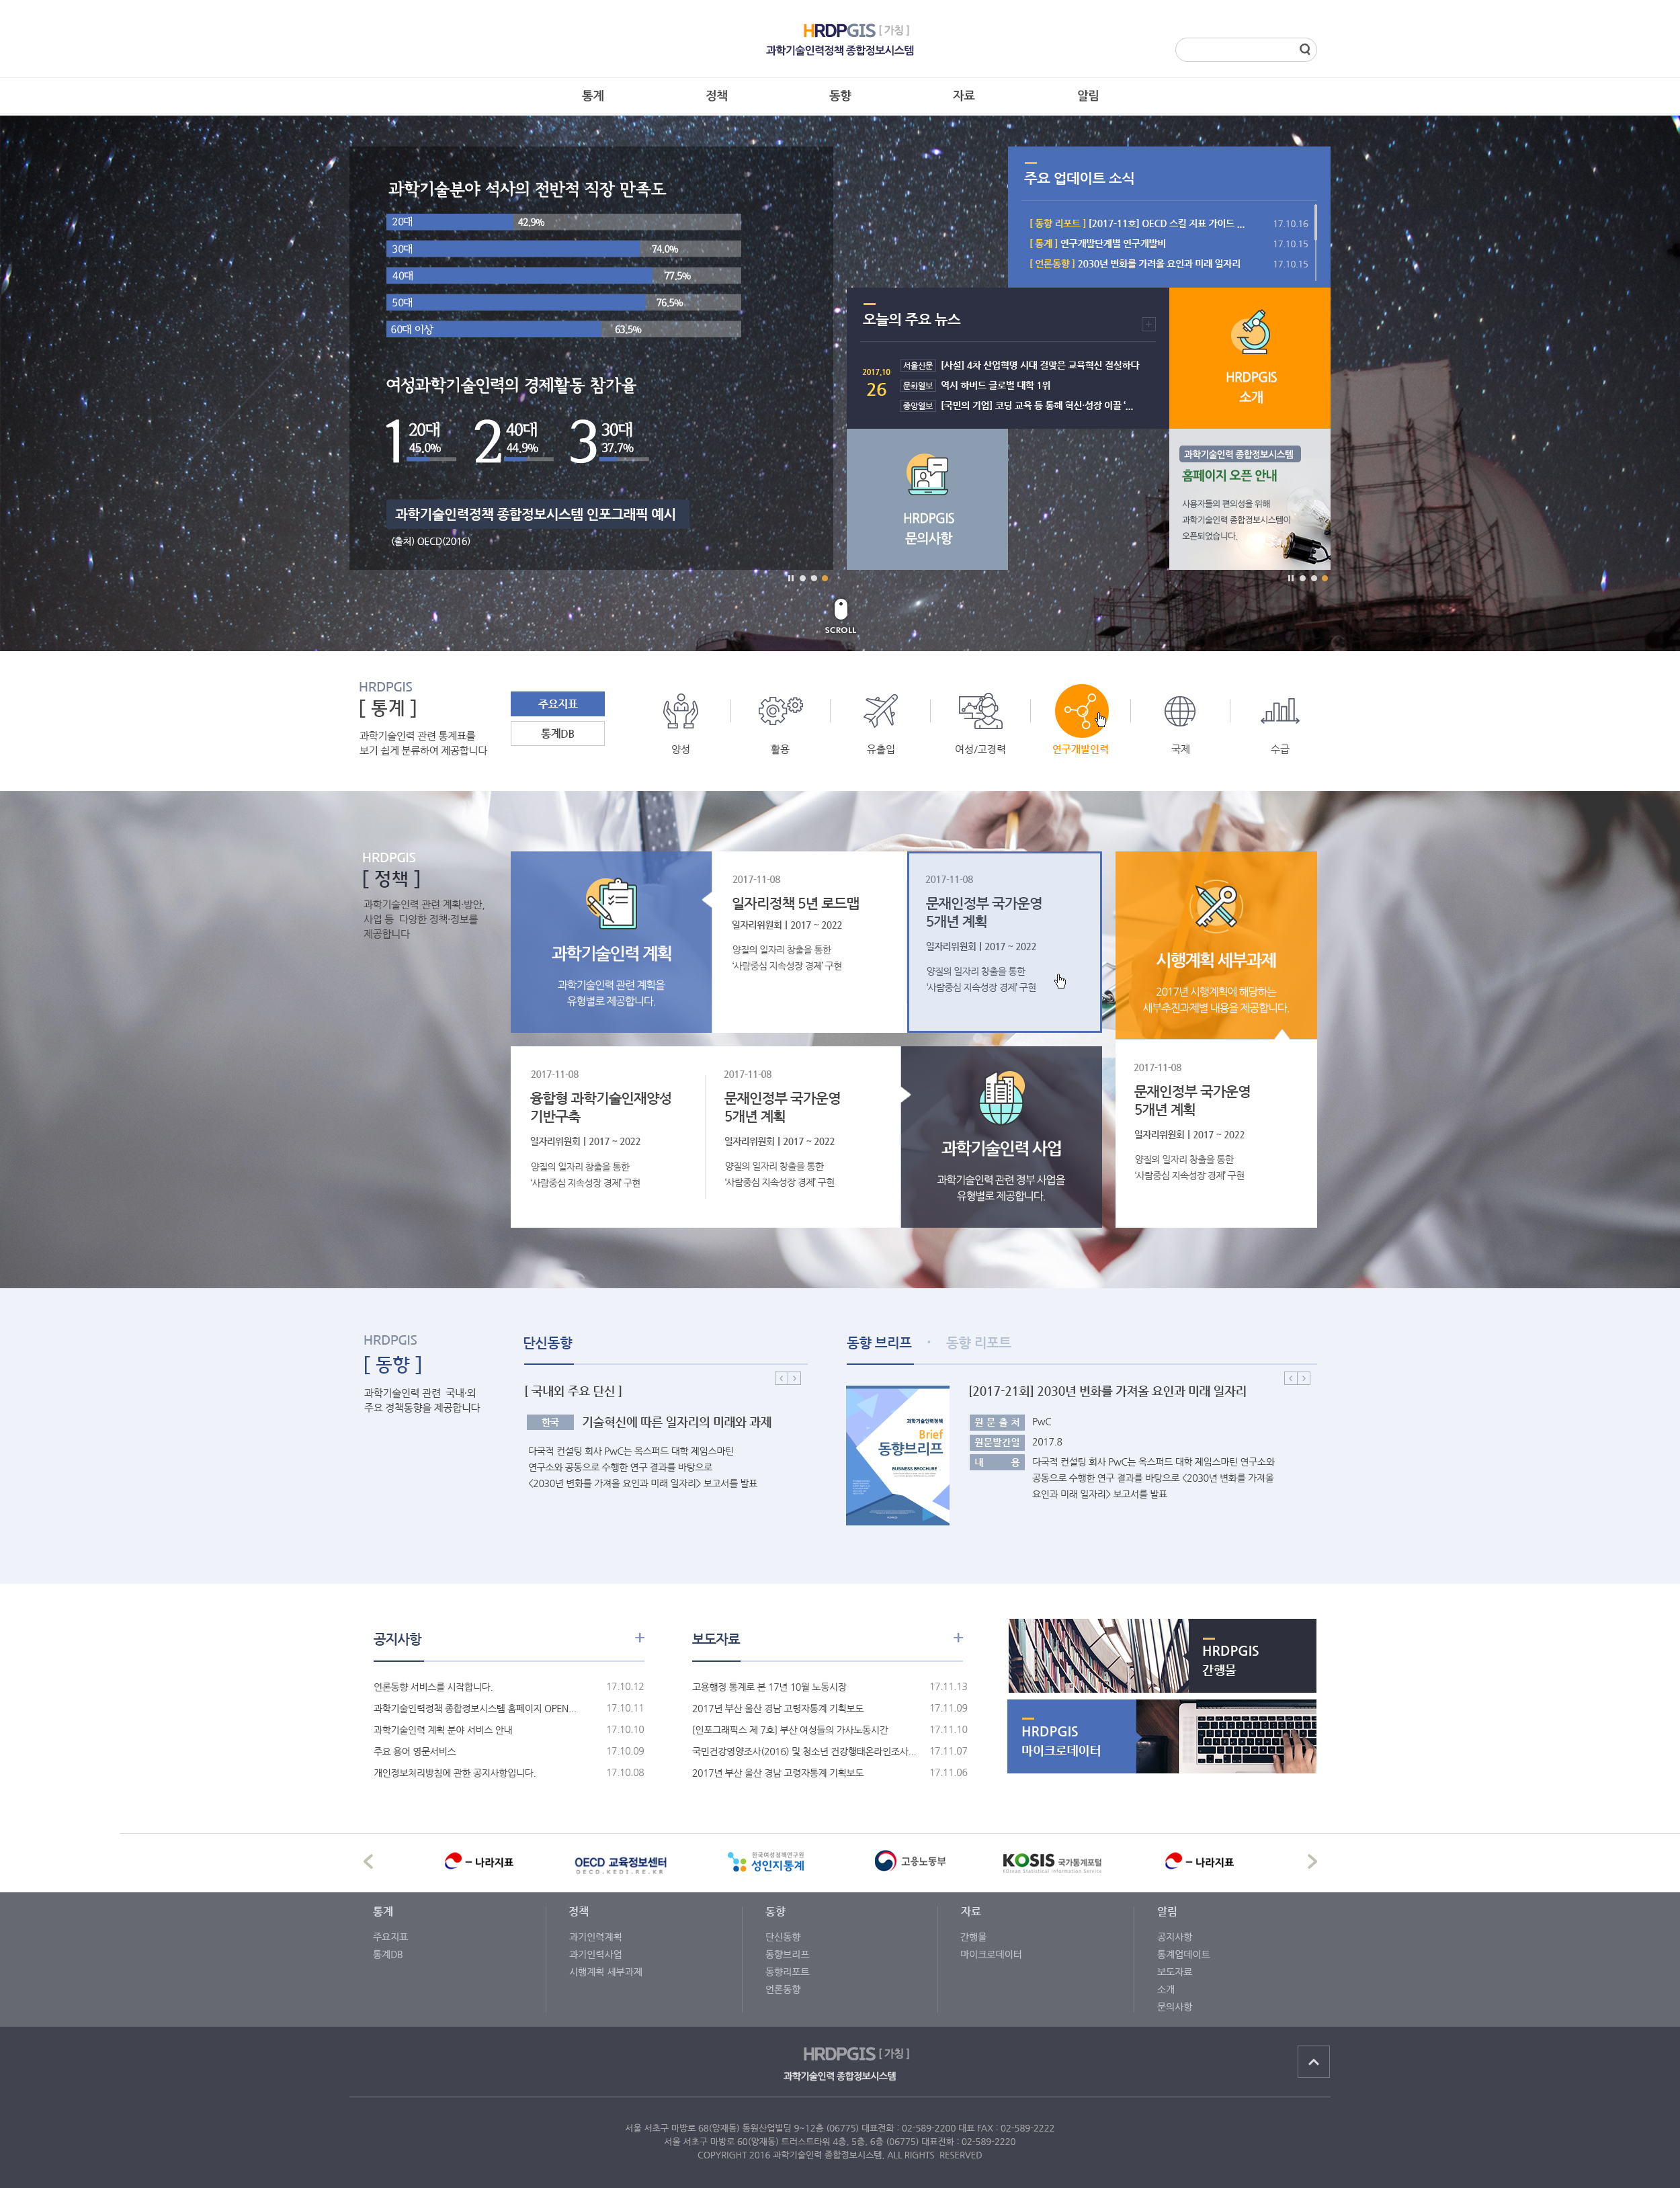 HRDPGIS [ 가칭 ]
과학기술인력정책 종합정보시스템
통계
정책
동향
자료
알림
과학기술분야 석사의 전반적 직장 만족도
20대 42.9%
30대 74.0%
40대 77.5%
50대 76.5%
60대 이상 63.5%
여성과학기술인력의 경제활동 참가율
1 20대 45.0%
2 40대 44.9%
3 30대 37.7%
과학기술인력정책 종합정보시스템 인포그래픽 예시
(출처) OECD(2016)
주요 업데이트 소식
[ 동향 리포트 ] [2017-11호] OECD 스킬 지표 가이드 ... 17.10.16
[ 통계 ] 연구개발단계별 연구개발비 17.10.15
[ 언론동향 ] 2030년 변화를 가려올 요인과 미래 일자리 17.10.15
오늘의 주요 뉴스
2017.10
26
서울신문 [사설] 4차 산업혁명 시대 걸맞은 교육혁신 절실하다
문화일보 역시 하버드 글로벌 대학 1위
중앙일보 [국민의 기업] 코딩 교육 등 통해 혁신·성장 이끌 '...
HRDPGIS
소개
HRDPGIS
문의사항
과학기술인력 종합정보시스템
홈페이지 오픈 안내
사용자들의 편의성을 위해
과학기술인력 종합정보시스템이
오픈되었습니다.
SCROLL
HRDPGIS
[ 통계 ]
과학기술인력 관련 통계표를
보기 쉽게 분류하여 제공합니다
주요지표
통계DB
양성
활용
유출입
여성/고경력
연구개발인력
국제
수급
HRDPGIS
[ 정책 ]
과학기술인력 관련 계획·방안,
사업 등 다양한 정책·정보를
제공합니다
과학기술인력 계획
과학기술인력 관련 계획을
유형별로 제공합니다.
2017-11-08
일자리정책 5년 로드맵
일자리위원회 | 2017 ~ 2022
양질의 일자리 창출을 통한
'사람중심 지속성장 경제' 구현
2017-11-08
문재인정부 국가운영
5개년 계획
일자리위원회 | 2017 ~ 2022
양질의 일자리 창출을 통한
'사람중심 지속성장 경제' 구현
시행계획 세부과제
2017년 시행계획에 해당하는
세부추진과제별 내용을 제공합니다.
2017-11-08
융합형 과학기술인재양성
기반구축
일자리위원회 | 2017 ~ 2022
양질의 일자리 창출을 통한
'사람중심 지속성장 경제' 구현
2017-11-08
문재인정부 국가운영
5개년 계획
일자리위원회 | 2017 ~ 2022
양질의 일자리 창출을 통한
'사람중심 지속성장 경제' 구현
과학기술인력 사업
과학기술인력 관련 정부 사업을
유형별로 제공합니다.
2017-11-08
문재인정부 국가운영
5개년 계획
일자리위원회 | 2017 ~ 2022
양질의 일자리 창출을 통한
'사람중심 지속성장 경제' 구현
HRDPGIS
[ 동향 ]
과학기술인력 관련 국내·외
주요 정책동향을 제공합니다
단신동향
[ 국내외 주요 단신 ]
한국 기술혁신에 따른 일자리의 미래와 과제
다국적 컨설팅 회사 PwC는 옥스퍼드 대학 제임스마틴
연구소와 공동으로 수행한 연구 결과를 바탕으로
<2030년 변화를 가져올 요인과 미래 일자리> 보고서를 발표
동향 브리프 · 동향 리포트
과학기술인력정책
Brief
동향브리프
BUSINESS BROCHURE
[2017-21회] 2030년 변화를 가져올 요인과 미래 일자리
원 문 출 처 PwC
원문발간일 2017.8
내 용 다국적 컨설팅 회사 PwC는 옥스퍼드 대학 제임스마틴 연구소와
공동으로 수행한 연구 결과를 바탕으로 <2030년 변화를 가져올
요인과 미래 일자리> 보고서를 발표
공지사항
언론동향 서비스를 시작합니다. 17.10.12
과학기술인력정책 종합정보시스템 홈페이지 OPEN... 17.10.11
과학기술인력 계획 분야 서비스 안내 17.10.10
주요 용어 영문서비스 17.10.09
개인정보처리방침에 관한 공지사항입니다. 17.10.08
보도자료
고용행정 통계로 본 17년 10월 노동시장 17.11.13
2017년 부산 울산 경남 고령자통계 기획보도 17.11.09
[인포그래픽스 제 7호] 부산 여성들의 가사노동시간 17.11.10
국민건강영양조사(2016) 및 청소년 건강행태온라인조사... 17.11.07
2017년 부산 울산 경남 고령자통계 기획보도 17.11.06
HRDPGIS
간행물
HRDPGIS
마이크로데이터
나라지표
OECD 교육정보센터
OECD.KEDI.RE.KR
한국여성정책연구원
성인지통계
고용노동부
KOSIS 국가통계포털
KOrean Statistical Information Service
나라지표
통계
주요지표
통계DB
정책
과기인력계획
과기인력사업
시행계획 세부과제
동향
단신동향
동향브리프
동향리포트
언론동향
자료
간행물
마이크로데이터
알림
공지사항
통계업데이트
보도자료
소개
문의사항
HRDPGIS [ 가칭 ]
과학기술인력 종합정보시스템
서울 서초구 마방로 68(양재동) 동원산업빌딩 9~12층 (06775) 대표전화 : 02-589-2200 대표 FAX : 02-589-2222
서울 서초구 마방로 60(양재동) 트러스트타워 4층, 5층, 6층 (06775) 대표전화 : 02-589-2220
COPYRIGHT 2016 과학기술인력 종합정보시스템, ALL RIGHTS RESERVED